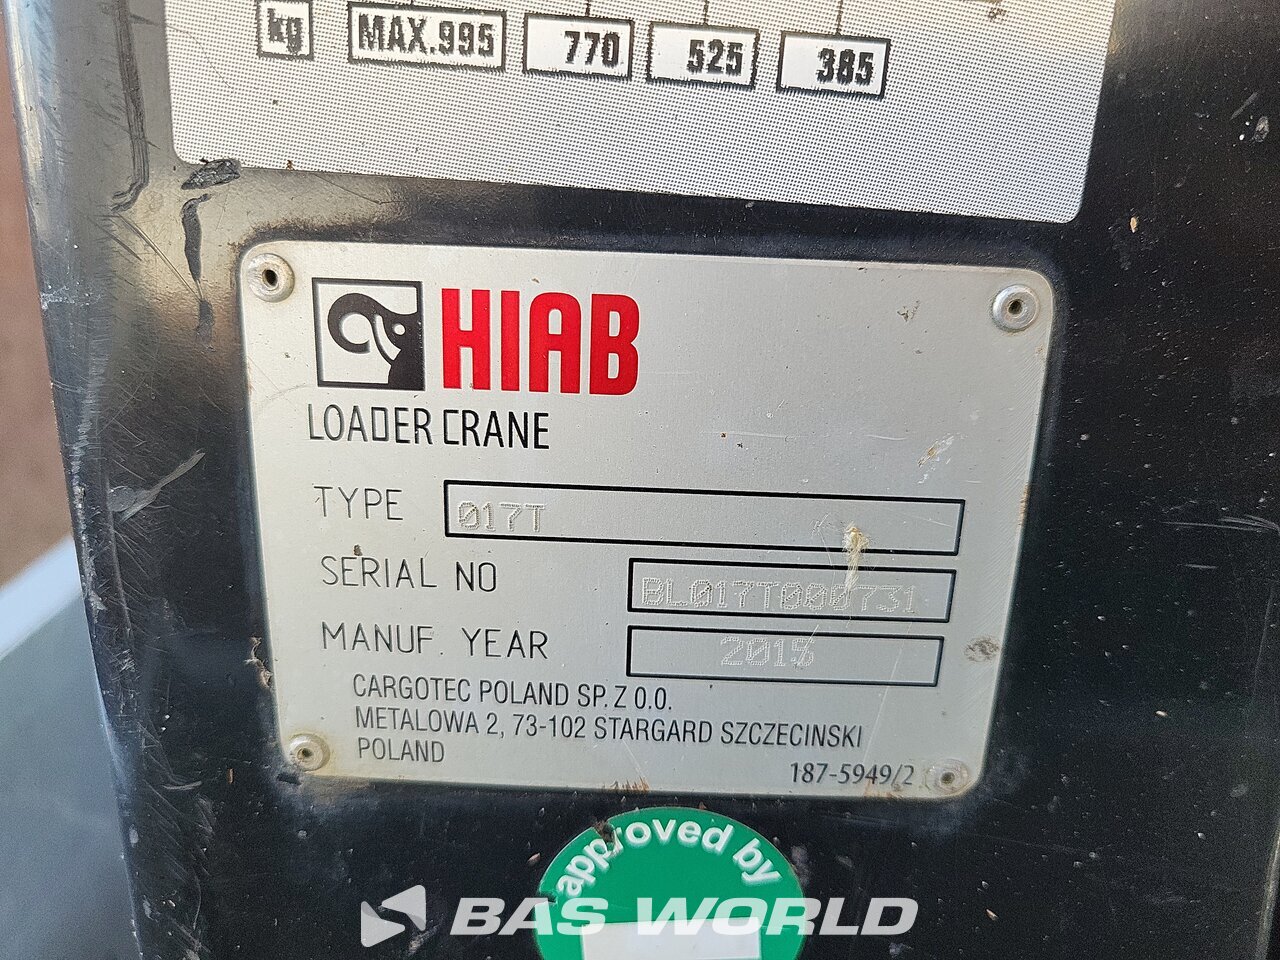 kg MAX.995 770 525 385
HIAB
LOADER CRANE
TYPE 017T
SERIAL NO BL017T000731
MANUF. YEAR 2015
CARGOTEC POLAND SP. Z O.O.
METALOWA 2, 73-102 STARGARD SZCZECINSKI
POLAND
187-5949/2
approved by
BAS WORLD